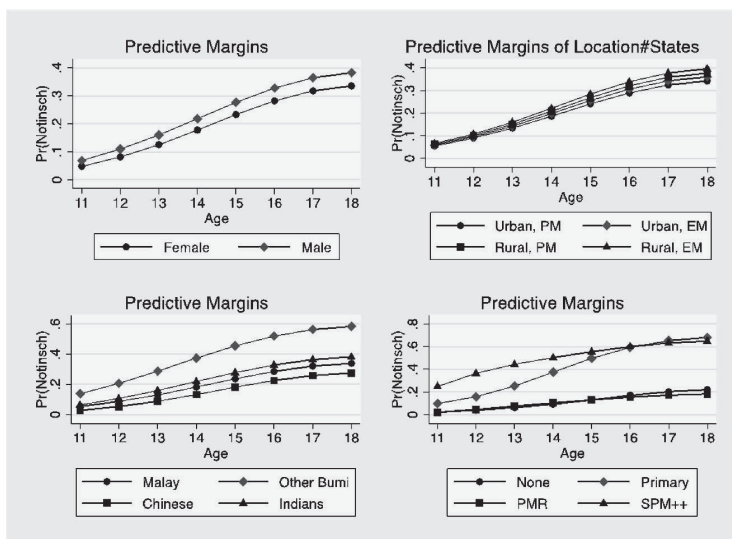 Predictive Margins
Pr(Notinsch)
0 .1 .2 .3 .4
11 12 13 14 15 16 17 18
Age
Female Male
Predictive Margins of Location#States
Pr(Notinsch)
0 .1 .2 .3 .4
11 12 13 14 15 16 17 18
Age
Urban, PM Urban, EM
Rural, PM Rural, EM
Predictive Margins
Pr(Notinsch)
0 .2 .4 .6
11 12 13 14 15 16 17 18
Age
Malay Other Bumi
Chinese Indians
Predictive Margins
Pr(Notinsch)
0 .2 .4 .6 .8
11 12 13 14 15 16 17 18
Age
None Primary
PMR SPM++